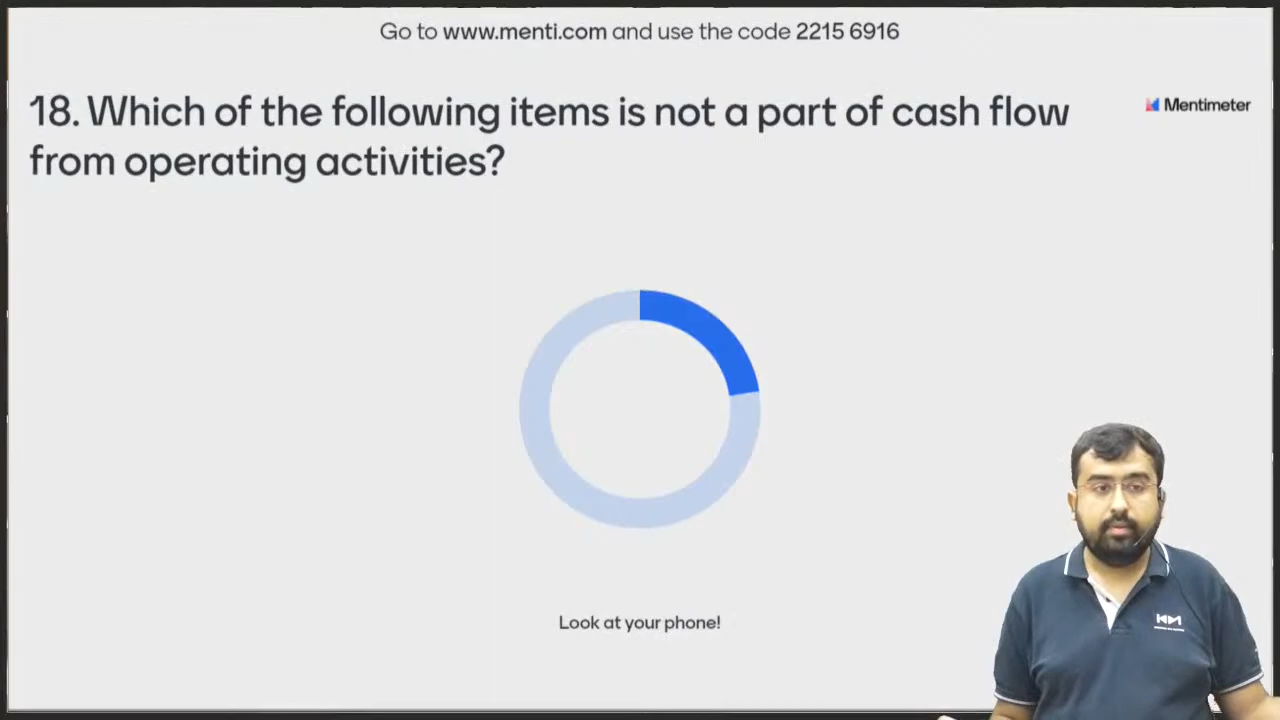 Go to www.menti.com and use the code 2215 6916
18. Which of the following items is not a part of cash flow
from operating activities?
Mentimeter
Look at your phone!